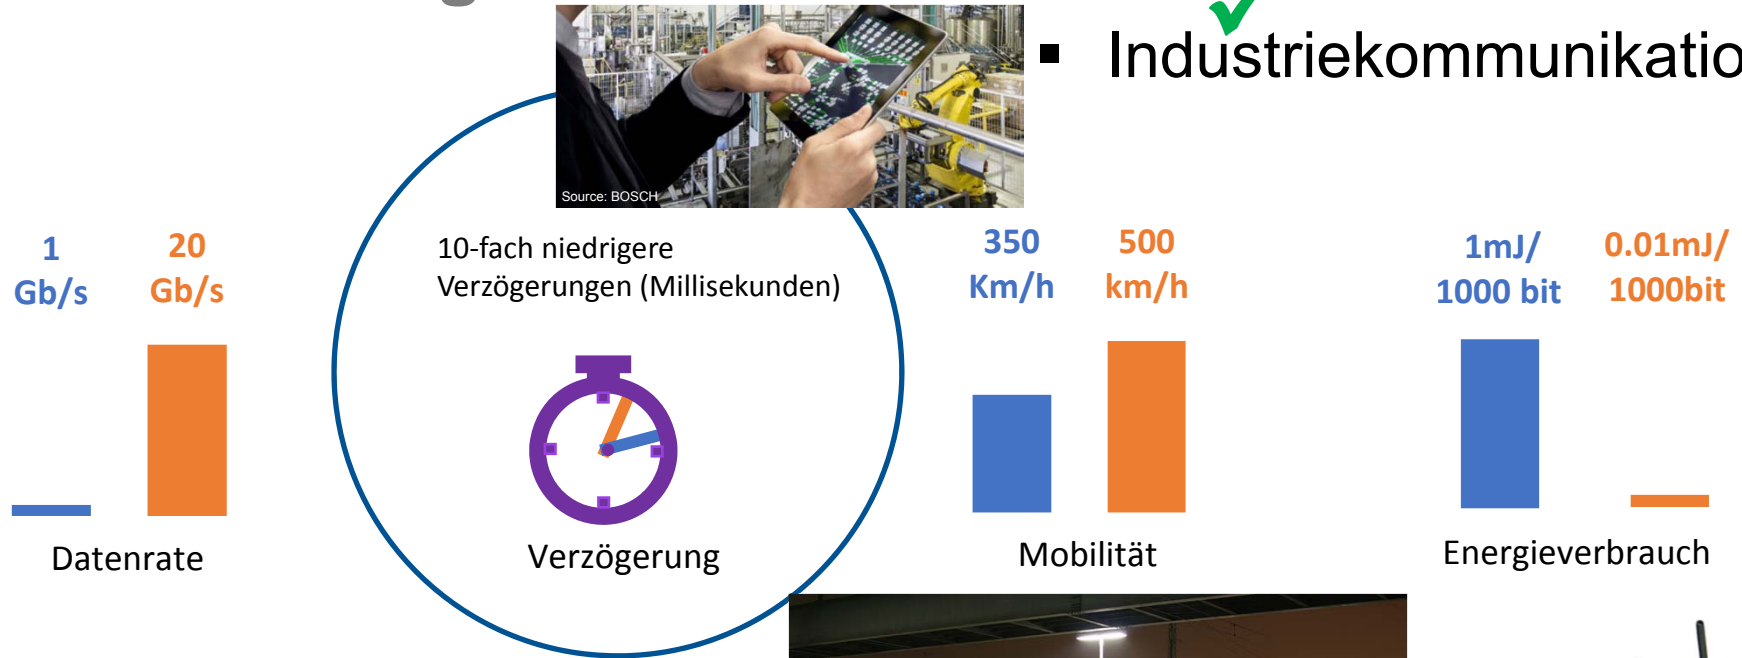 ▪ Industriekommunikatio
Source: BOSCH
1
Gb/s
20
Gb/s
10-fach niedrigere
Verzögerungen (Millisekunden)
350
Km/h
500
km/h
1mJ/
1000 bit
0.01mJ/
1000bit
Datenrate
Verzögerung
Mobilität
Energieverbrauch